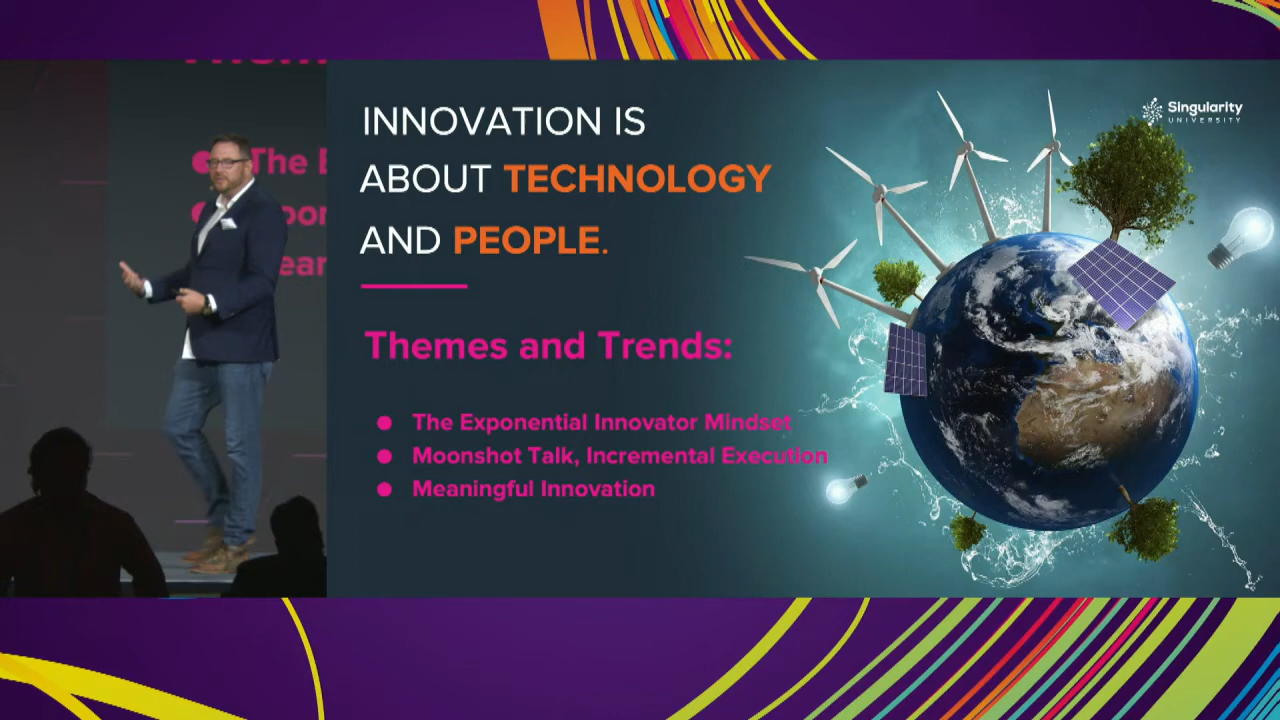 INNOVATION IS
ABOUT TECHNOLOGY
AND PEOPLE.
Themes and Trends:
The Exponential Innovator Mindset
Moonshot Talk, Incremental Execution
Meaningful Innovation
Singularity
UNIVERSITY
The